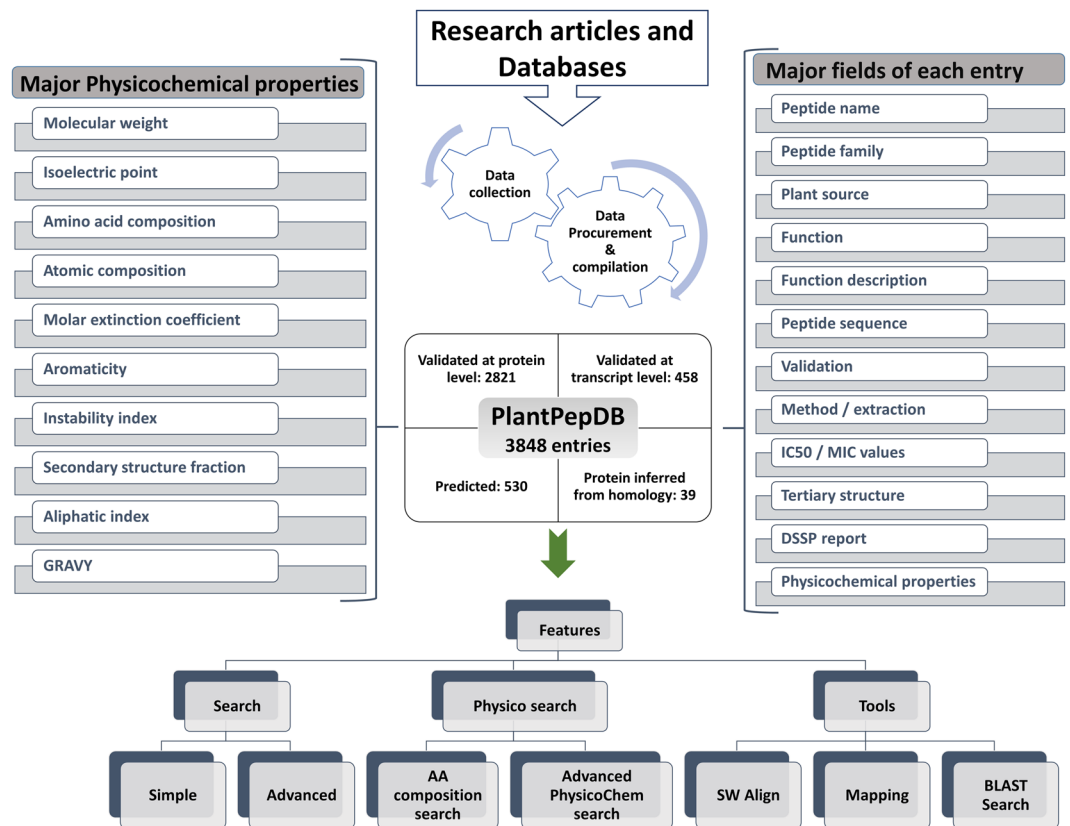 Research articles and
Databases
Major Physicochemical properties
Molecular weight
Isoelectric point
Amino acid composition
Atomic composition
Molar extinction coefficient
Aromaticity
Instability index
Secondary structure fraction
Aliphatic index
GRAVY
Data
collection
Data
Procurement
&
compilation
Validated at protein
level: 2821
Validated at
transcript level: 458
PlantPepDB
3848 entries
Predicted: 530
Protein inferred
from homology: 39
Major fields of each entry
Peptide name
Peptide family
Plant source
Function
Function description
Peptide sequence
Validation
Method / extraction
IC50 / MIC values
Tertiary structure
DSSP report
Physicochemical properties
Features
Search
Physico search
Tools
Simple
Advanced
AA
composition
search
Advanced
PhysicoChem
search
SW Align
Mapping
BLAST
Search